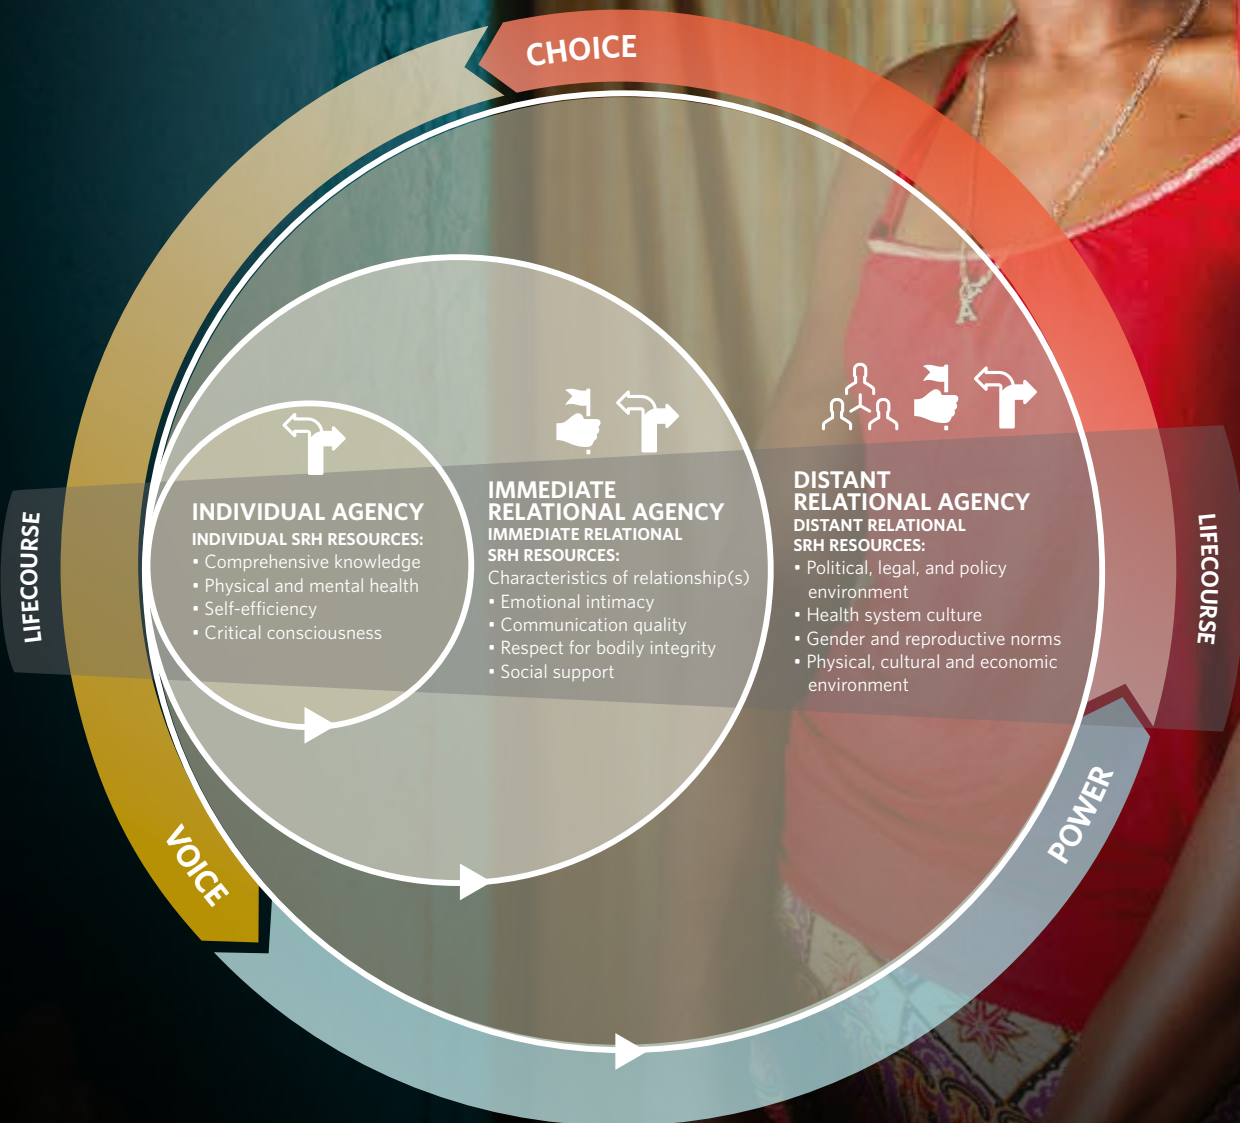 CHOICE
LIFECOURSE
INDIVIDUAL AGENCY
INDIVIDUAL SRH RESOURCES:
• Comprehensive knowledge
• Physical and mental health
• Self-efficiency
• Critical consciousness
IMMEDIATE
RELATIONAL AGENCY
IMMEDIATE RELATIONAL
SRH RESOURCES:
Characteristics of relationship(s)
• Emotional intimacy
• Communication quality
• Respect for bodily integrity
• Social support
DISTANT
RELATIONAL AGENCY
DISTANT RELATIONAL
SRH RESOURCES:
• Political, legal, and policy
environment
• Health system culture
• Gender and reproductive norms
• Physical, cultural and economic
environment
LIFECOURSE
VOICE
POWER
A